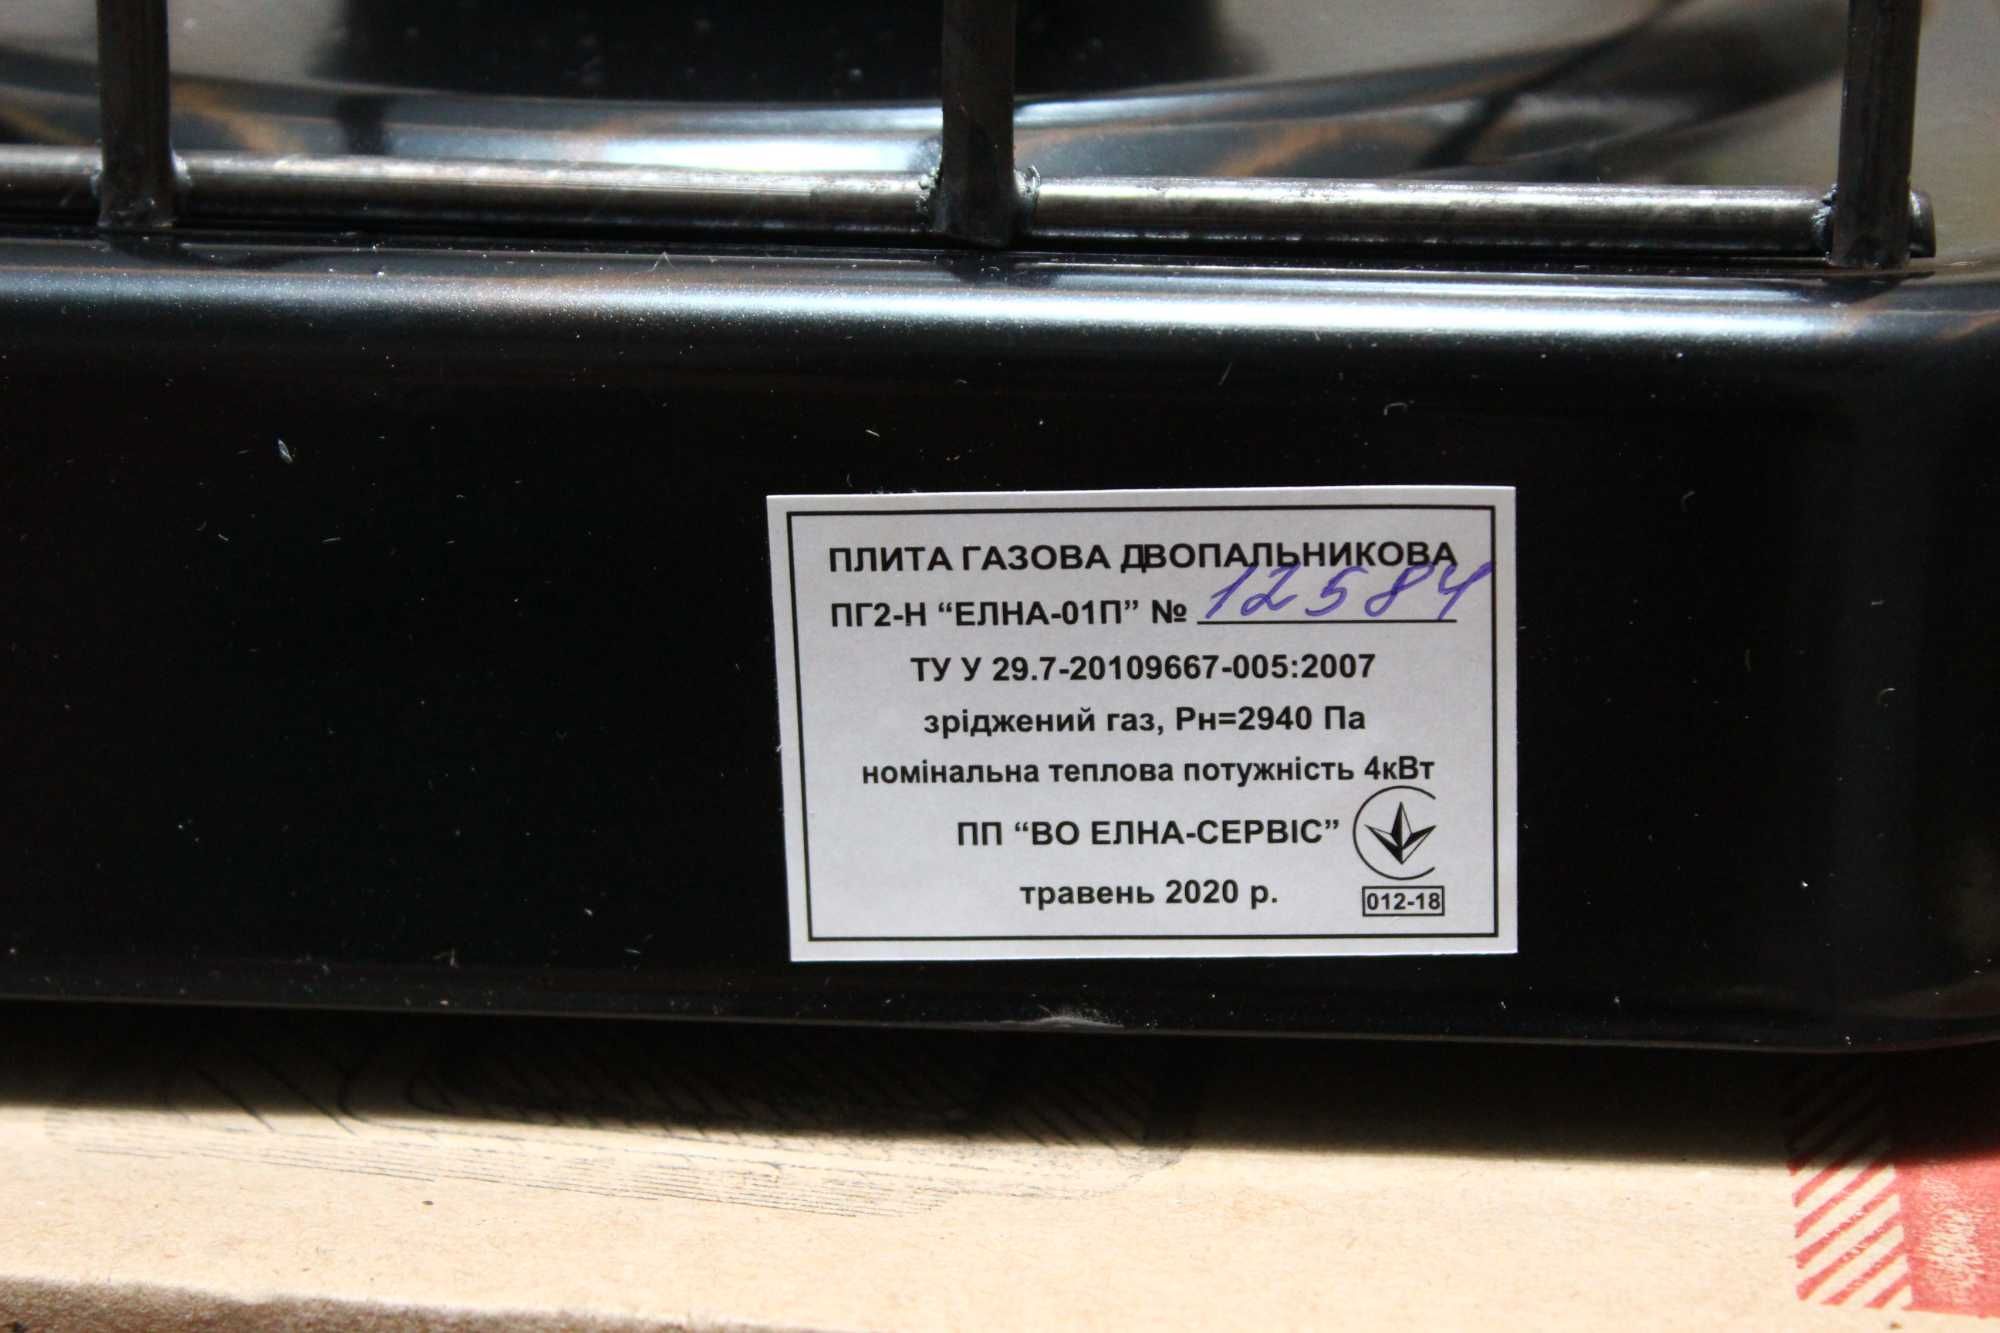 ПЛИТА ГАЗОВА ДВОПАЛЬНИКОВА
ПГ2-Н “ЕЛНА-01П” № 12584
ТУ У 29.7-20109667-005:2007
зріджений газ, Рн=2940 Па
номінальна теплова потужність 4кВт
ПП “ВО ЕЛНА-СЕРВІС”
травень 2020 р.
012-18